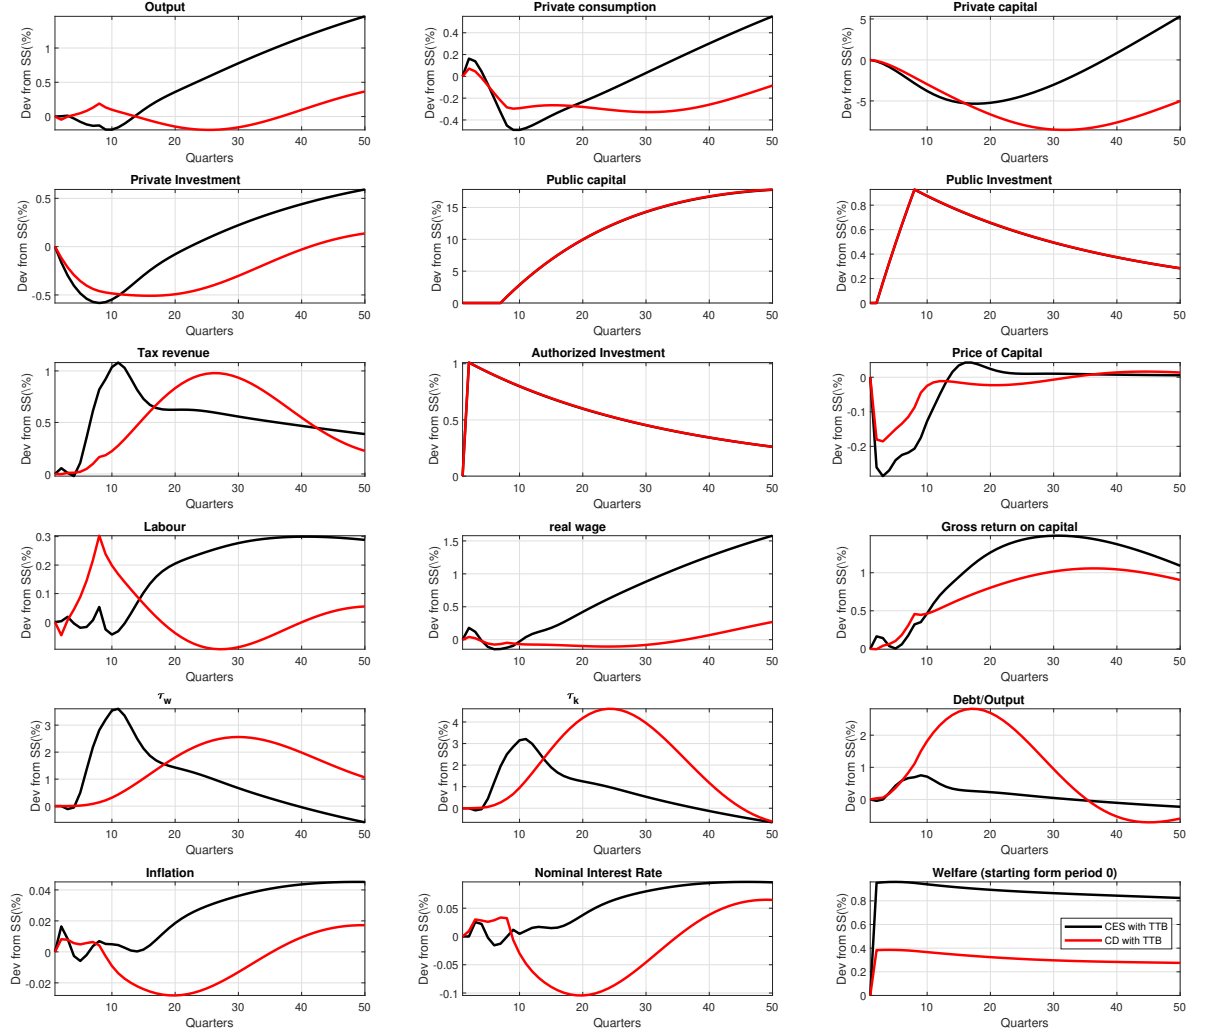 Output
Dev from SS(\%)
1
0.5
0
10 20 30 40 50
Quarters
Private consumption
Dev from SS(\%)
0.4
0.2
0
-0.2
-0.4
10 20 30 40 50
Quarters
Private capital
Dev from SS(\%)
5
0
-5
10 20 30 40 50
Quarters
Private Investment
Dev from SS(\%)
0.5
0
-0.5
10 20 30 40 50
Quarters
Public capital
Dev from SS(\%)
15
10
5
0
10 20 30 40 50
Quarters
Public Investment
Dev from SS(\%)
0.8
0.6
0.4
0.2
0
10 20 30 40 50
Quarters
Tax revenue
Dev from SS(\%)
1
0.5
0
10 20 30 40 50
Quarters
Authorized Investment
Dev from SS(\%)
1
0.5
0
10 20 30 40 50
Quarters
Price of Capital
Dev from SS(\%)
0
-0.1
-0.2
10 20 30 40 50
Quarters
Labour
Dev from SS(\%)
0.3
0.2
0.1
0
10 20 30 40 50
Quarters
real wage
Dev from SS(\%)
1.5
1
0.5
0
10 20 30 40 50
Quarters
Gross return on capital
Dev from SS(\%)
1
0.5
0
10 20 30 40 50
Quarters
τw
Dev from SS(\%)
3
2
1
0
10 20 30 40 50
Quarters
τk
Dev from SS(\%)
4
3
2
1
0
10 20 30 40 50
Quarters
Debt/Output
Dev from SS(\%)
2
1
0
10 20 30 40 50
Quarters
Inflation
Dev from SS(\%)
0.04
0.02
0
-0.02
10 20 30 40 50
Quarters
Nominal Interest Rate
Dev from SS(\%)
0.05
0
-0.05
-0.1
10 20 30 40 50
Quarters
Welfare (starting form period 0)
Dev from SS(\%)
0.8
0.6
0.4
0.2
0
CES with TTB
CD with TTB
10 20 30 40 50
Quarters